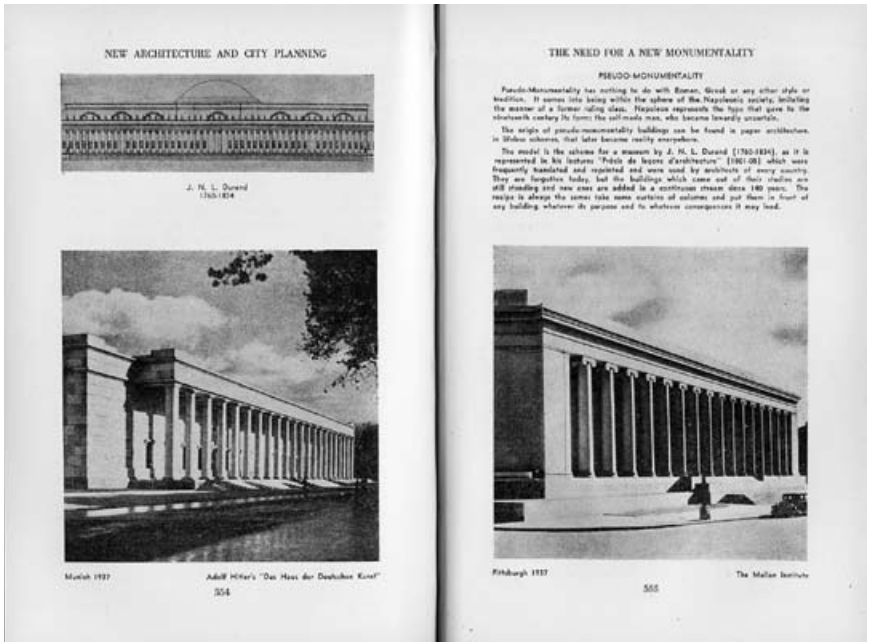 NEW ARCHITECTURE AND CITY PLANNING
J. N. L. Durand
1760-1834
Munich 1937
Adolf Hitler's "Das Haus der Deutschen Kunst"
554
THE NEED FOR A NEW MONUMENTALITY
PSEUDO-MONUMENTALITY
Pseudo-Monumentality has nothing to do with Roman, Greek or any other style or
tradition. It comes into being within the sphere of the Napoleonic society, imitating
the manner of a former ruling class. Napoleon represents the type that gave to the
nineteenth century its form: the self-made man, who became inwardly uncertain.
The origin of pseudo-monumentality buildings can be found in paper architecture,
in lifeless schemes, that later became reality everywhere.
The model is the scheme for a museum by J. N. L. Durand (1760-1834), as it is
represented in his lectures "Précis de leçons d'architecture" (1801-05) which were
frequently translated and reprinted and were used by architects of every country.
They are forgotten today, but the buildings which came out of their studios are
still standing and new ones are added in a continuous stream since 140 years. The
recipe is always the same: take some curtains of columns and put them in front of
any building, whatever its purpose and to whatever consequences it may lead.
Pittsburgh 1937
The Mellon Institute
555